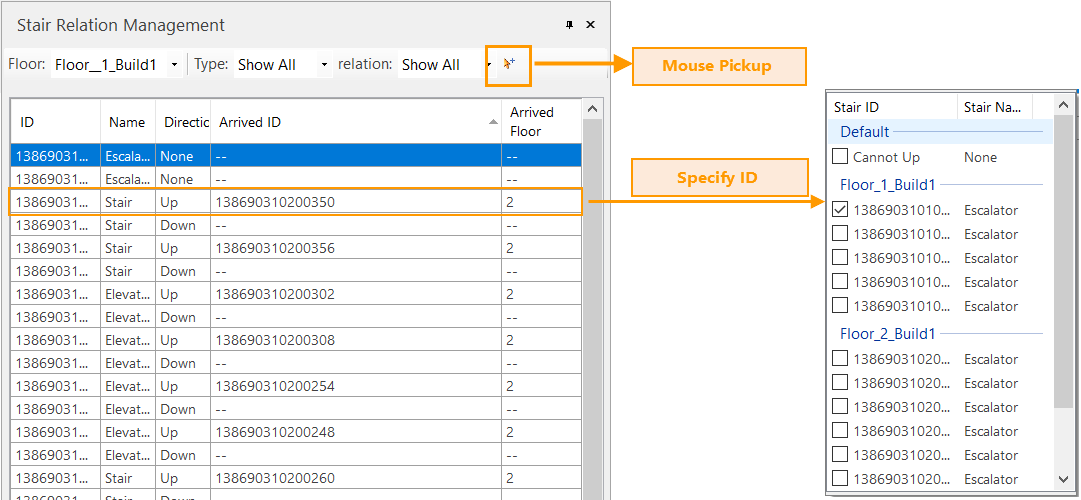 Stair Relation Management
Floor: Floor__1_Build1 Type: Show All relation: Show All
Mouse Pickup
ID Name Directic Arrived ID Arrived Floor
13869031... Escala... None -- --
13869031... Escala... None -- --
13869031... Stair Up 138690310200350 2
13869031... Stair Down -- --
13869031... Stair Up 138690310200356 2
13869031... Stair Down -- --
13869031... Elevat... Up 138690310200302 2
13869031... Elevat... Down -- --
13869031... Elevat... Up 138690310200308 2
13869031... Elevat... Down -- --
13869031... Elevat... Up 138690310200254 2
13869031... Elevat... Down -- --
13869031... Elevat... Up 138690310200248 2
13869031... Elevat... Down -- --
13869031... Stair Up 138690310200260 2
13869031... Stair Down -- --
Specify ID
Stair ID Stair Na...
Default
Cannot Up None
Floor_1_Build1
13869031010... Escalator
13869031010... Escalator
13869031010... Escalator
13869031010... Escalator
13869031010... Escalator
Floor_2_Build1
13869031020... Escalator
13869031020... Escalator
13869031020... Escalator
13869031020... Escalator
13869031020... Escalator
13869031020... Escalator